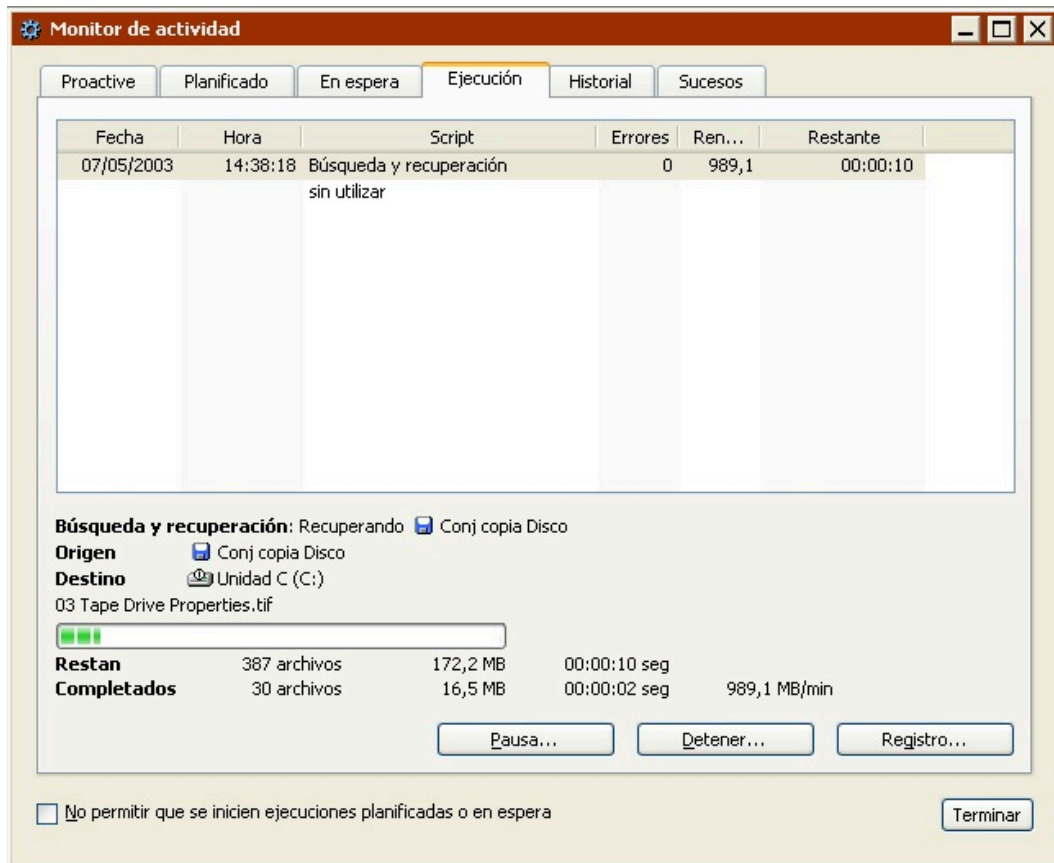 Monitor de actividad
Proactive Planificado En espera Ejecución Historial Sucesos
Fecha Hora Script Errores Ren... Restante
07/05/2003 14:38:18 Búsqueda y recuperación 0 989,1 00:00:10
sin utilizar
Búsqueda y recuperación: Recuperando Conj copia Disco
Origen Conj copia Disco
Destino Unidad C (C:)
03 Tape Drive Properties.tif
Restan 387 archivos 172,2 MB 00:00:10 seg
Completados 30 archivos 16,5 MB 00:00:02 seg 989,1 MB/min
Pausa... Detener... Registro...
No permitir que se inicien ejecuciones planificadas o en espera Terminar